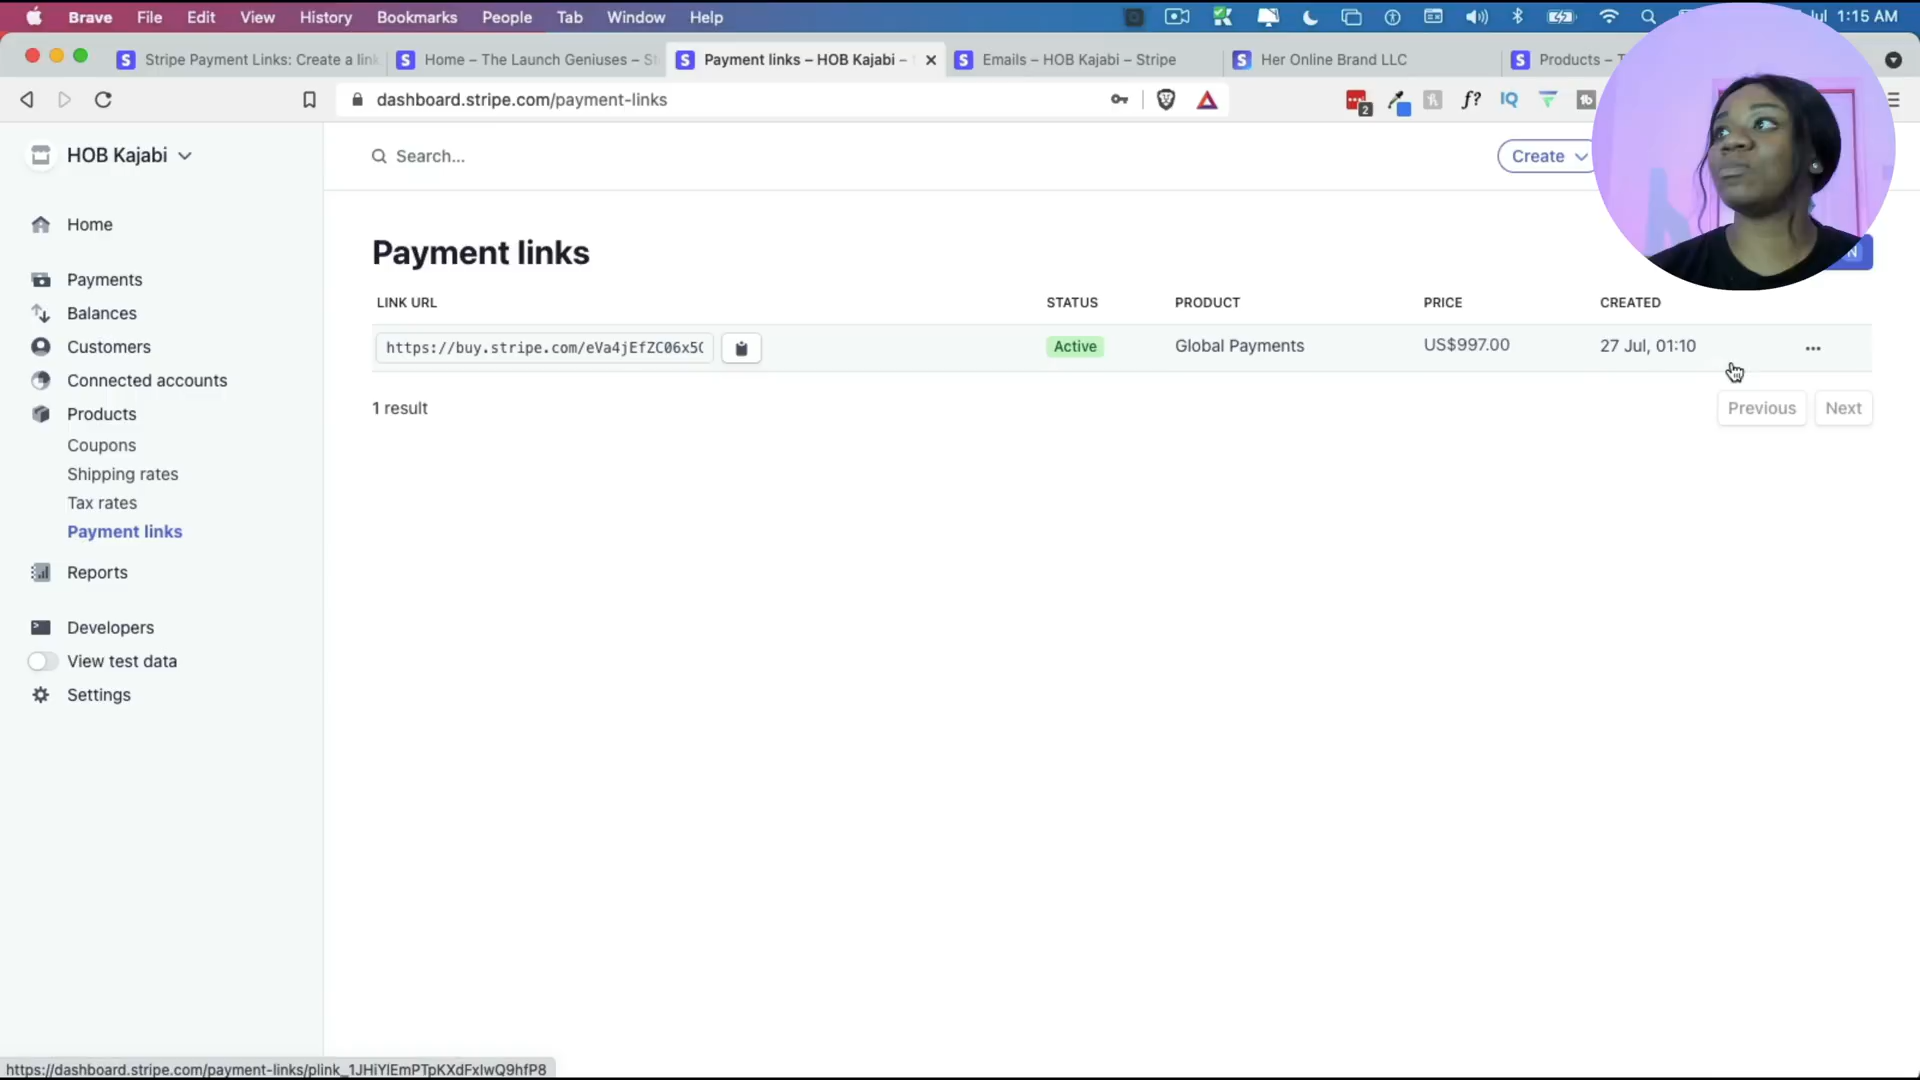 Brave File Edit View History Bookmarks People Tab Window Help 1:15 AM
Stripe Payment Links: Create a link
Home – The Launch Geniuses – S
Payment links – HOB Kajabi –
Emails – HOB Kajabi – Stripe
Her Online Brand LLC
Products –
dashboard.stripe.com/payment-links
2 f? IQ tb
HOB Kajabi
Search...
Create
Home
Payments
Balances
Customers
Connected accounts
Products
Coupons
Shipping rates
Tax rates
Payment links
Reports
Developers
View test data
Settings
Payment links
N
LINK URL STATUS PRODUCT PRICE CREATED
https://buy.stripe.com/eVa4jEfZC06x5 Active Global Payments US$997.00 27 Jul, 01:10
1 result
Previous Next
https://dashboard.stripe.com/payment-links/plink_1JHiYlEmPTpKXdFxIwQ9hfP8